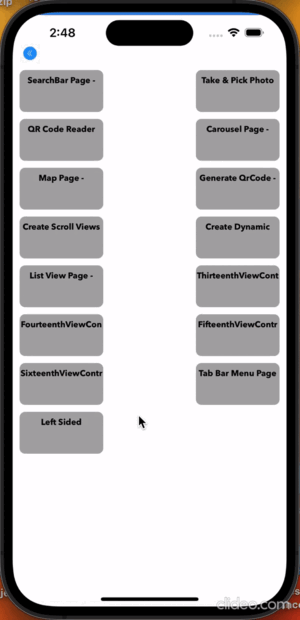 zip
2:48
SearchBar Page -
Take & Pick Photo
QR Code Reader
Carousel Page -
Map Page -
Generate QrCode -
Create Scroll Views
Create Dynamic
List View Page -
ThirteenthViewCont
FourteenthViewCon
FifteenthViewContr
SixteenthViewContr
Tab Bar Menu Page
Left Sided
clideo.com